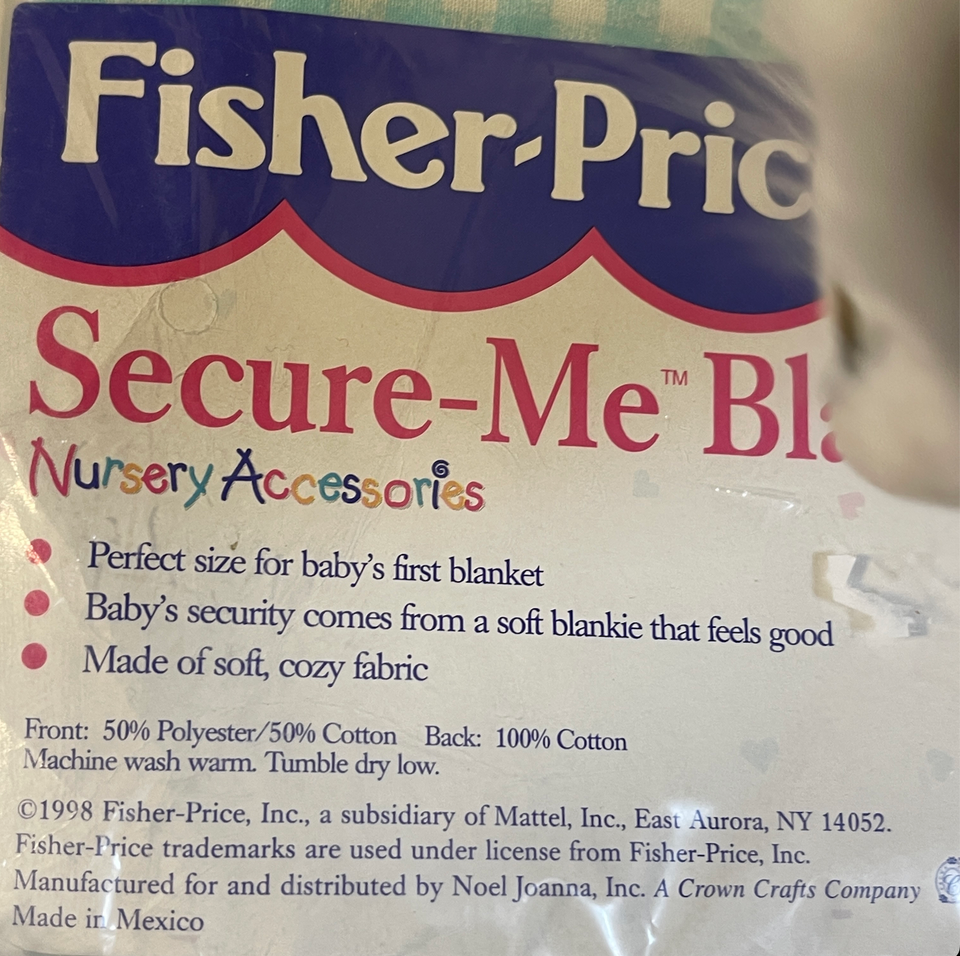 Fisher-Pric
Secure-Me™ Bla
Nursery Accessories
Perfect size for baby's first blanket
Baby's security comes from a soft blankie that feels good
Made of soft, cozy fabric
Front: 50% Polyester/50% Cotton Back: 100% Cotton
Machine wash warm. Tumble dry low.
©1998 Fisher-Price, Inc., a subsidiary of Mattel, Inc., East Aurora, NY 14052.
Fisher-Price trademarks are used under license from Fisher-Price, Inc.
Manufactured for and distributed by Noel Joanna, Inc. A Crown Crafts Company
Made in Mexico